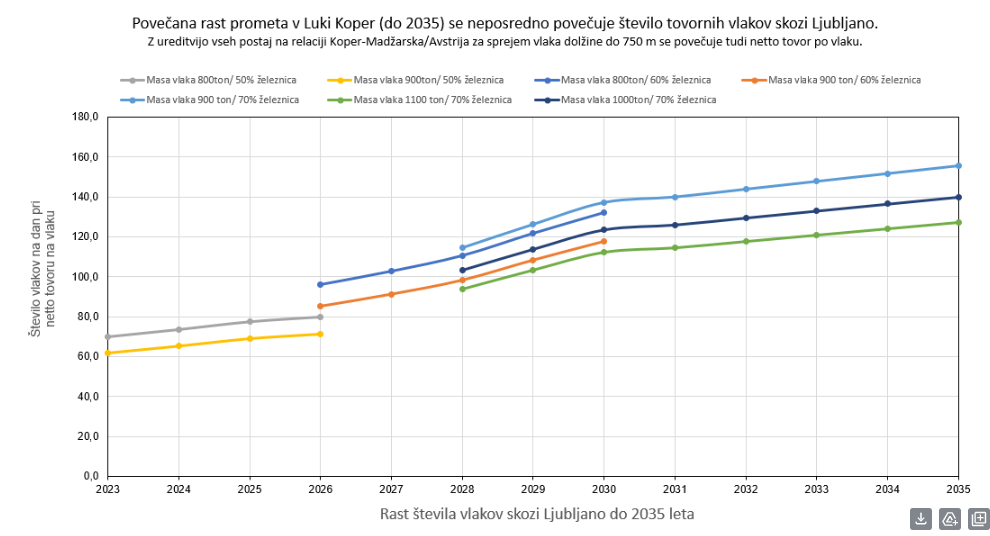 Povečana rast prometa v Luki Koper (do 2035) se neposredno povečuje število tovornih vlakov skozi Ljubljano.
Z ureditvijo vseh postaj na relaciji Koper-Madžarska/Avstrija za sprejem vlaka dolžine do 750 m se povečuje tudi netto tovor po vlaku.
Masa vlaka 800ton/ 50% železnica
Masa vlaka 900ton/ 50% železnica
Masa vlaka 800ton/ 60% železnica
Masa vlaka 900 ton/ 60% železnica
Masa vlaka 900 ton/ 70% železnica
Masa vlaka 1100 ton/ 70% železnica
Masa vlaka 1000ton/ 70% železnica
Število vlakov na dan pri
netto tovoru na vlaku
180,0
160,0
140,0
120,0
100,0
80,0
60,0
40,0
20,0
0,0
2023
2024
2025
2026
2027
2028
2029
2030
2031
2032
2033
2034
2035
Rast števila vlakov skozi Ljubljano do 2035 leta